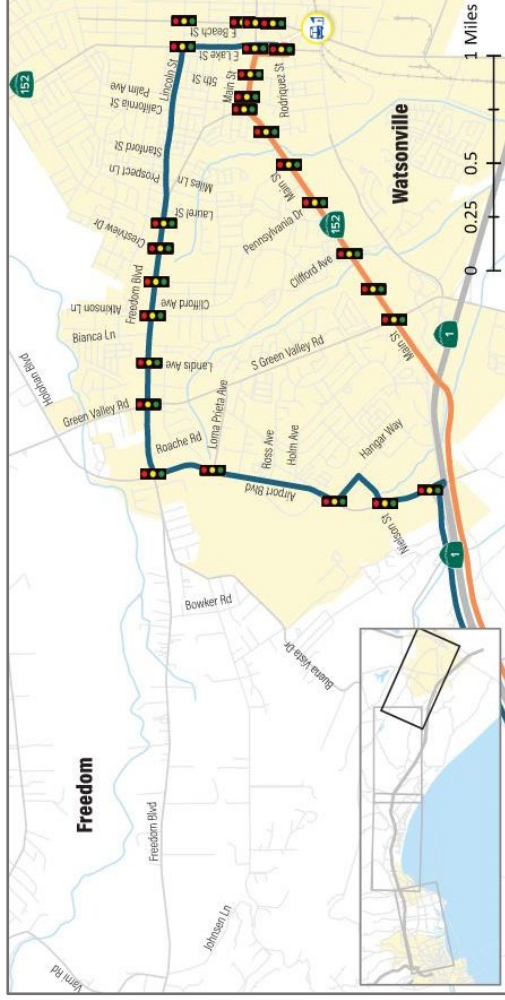 152
E Beach St
E Lake St
Lincoln St
Palm Ave
California St
5th St
Main St
Rodriquez St
Stanford St
Prospect Ln
Miles Ln
Laurel St
Crestview Dr
Main St
Pennsylvania Dr
152
Watsonville
Freedom Blvd
Atkinson Ln
Clifford Ave
Clifford Ave
Bianca Ln
Holohan Blvd
Green Valley Rd
Landis Ave
S Green Valley Rd
Main St
1
Roache Rd
Loma Prieta Ave
Ross Ave
Holm Ave
Hangar Way
Airport Blvd
Nielson St
1
Bowker Rd
Buena Vista Dr
Freedom
Freedom Blvd
Johnsen Ln
Varni Rd
0 0.25 0.5 1 Miles